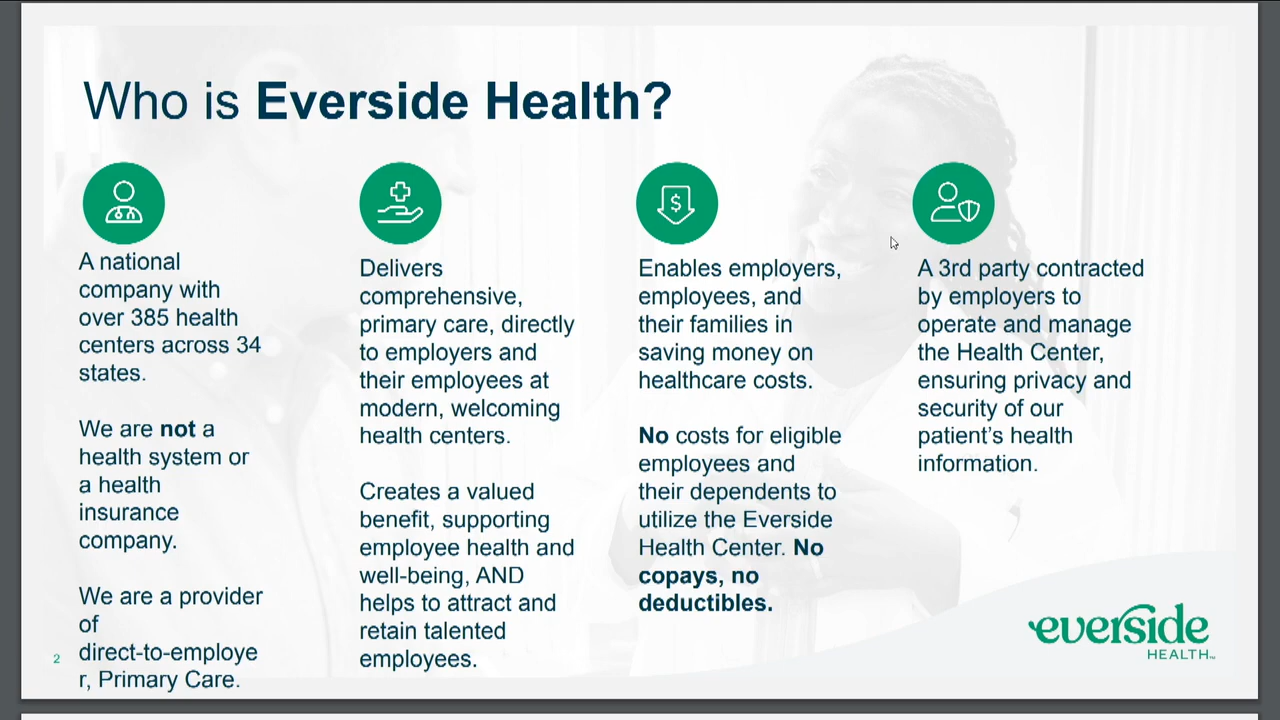 Who is Everside Health?
A national
company with
over 385 health
centers across 34
states.
We are not a
health system or
a health
insurance
company.
We are a provider
of
direct-to-employe
r, Primary Care.
Delivers
comprehensive,
primary care, directly
to employers and
their employees at
modern, welcoming
health centers.
Creates a valued
benefit, supporting
employee health and
well-being, AND
helps to attract and
retain talented
employees.
$
Enables employers,
employees, and
their families in
saving money on
healthcare costs.
No costs for eligible
employees and
their dependents to
utilize the Everside
Health Center. No
copays, no
deductibles.
A 3rd party contracted
by employers to
operate and manage
the Health Center,
ensuring privacy and
security of our
patient’s health
information.
2
everside
HEALTH™